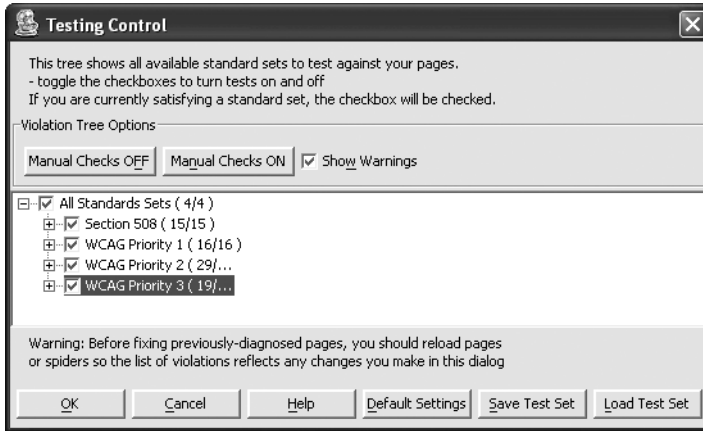 Testing Control
This tree shows all available standard sets to test against your pages.
- toggle the checkboxes to turn tests on and off
If you are currently satisfying a standard set, the checkbox will be checked.
Violation Tree Options
Manual Checks OFF Manual Checks ON Show Warnings
All Standards Sets ( 4/4 )
Section 508 ( 15/15 )
WCAG Priority 1 ( 16/16 )
WCAG Priority 2 ( 29/...
WCAG Priority 3 ( 19/...
Warning: Before fixing previously-diagnosed pages, you should reload pages
or spiders so the list of violations reflects any changes you make in this dialog
OK Cancel Help Default Settings Save Test Set Load Test Set